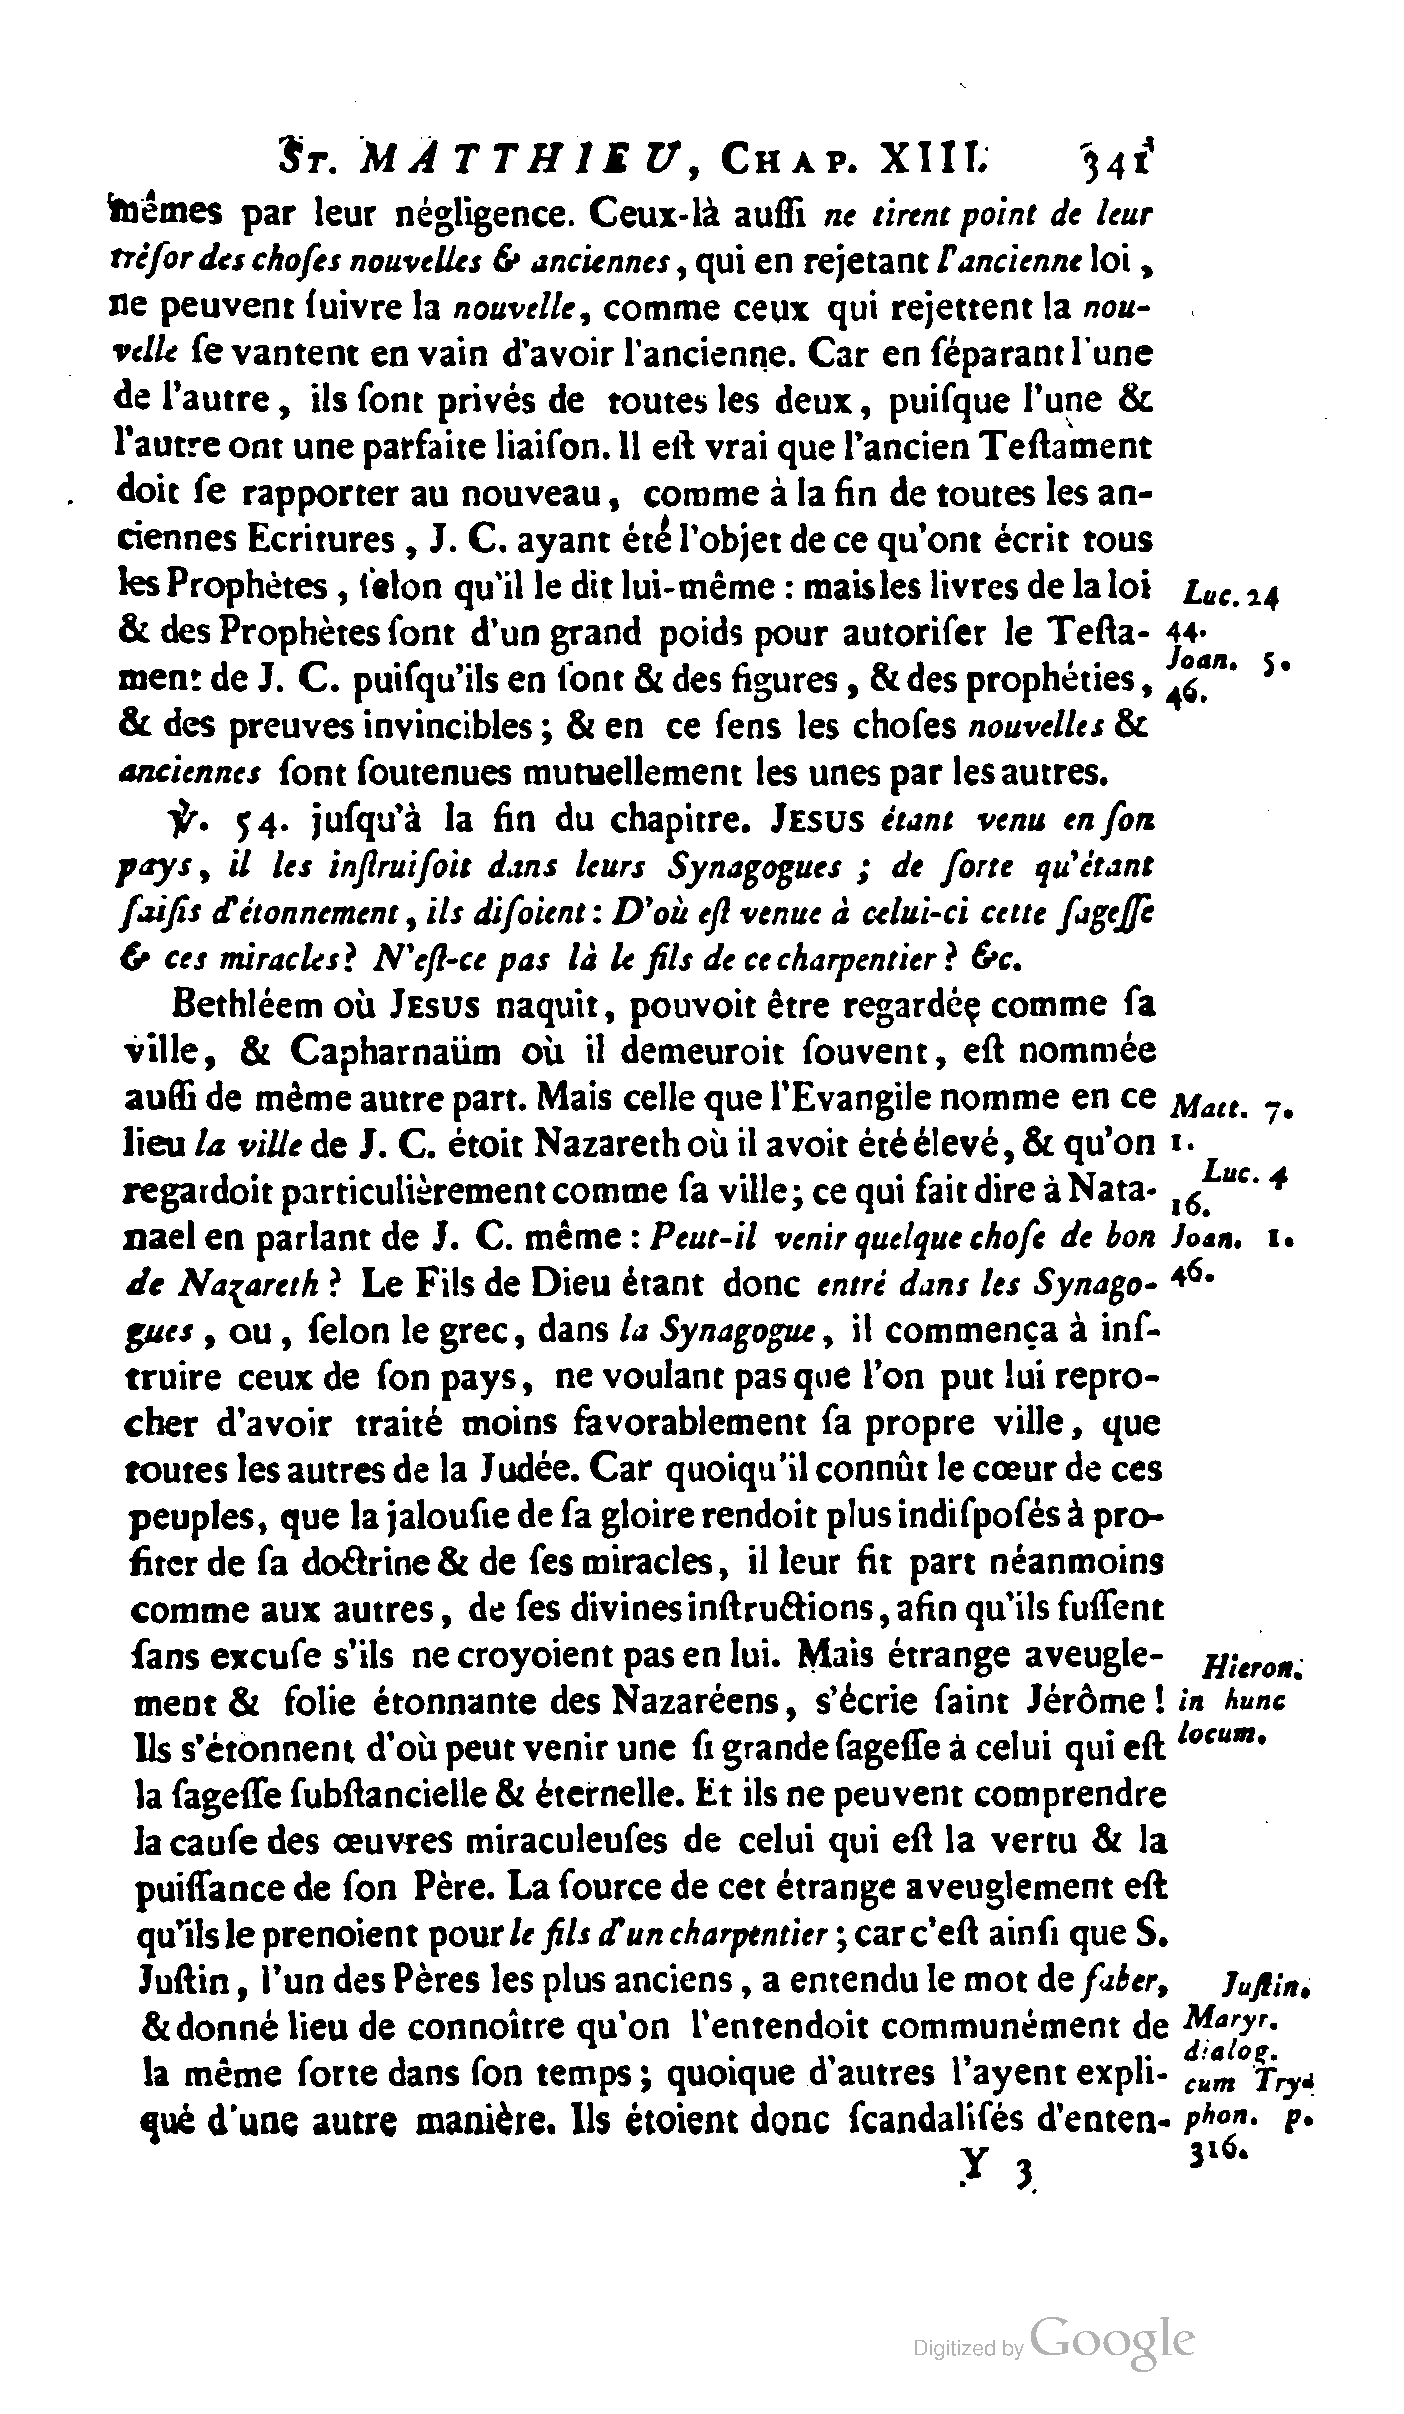 ST. MATTHIEU, CHAP. XIII. 341
mêmes par leur négligence. Ceux-là auſſi ne tirent point de leur
tréſor des choſes nouvelles & anciennes, qui en rejetant l'ancienne loi,
ne peuvent ſuivre la nouvelle, comme ceux qui rejettent la nou-
velle ſe vantent en vain d'avoir l'ancienne. Car en ſéparant l'une
de l'autre, ils ſont privés de toutes les deux, puiſque l'une &
l'autre ont une parfaite liaiſon. Il eſt vrai que l'ancien Teſtament
doit ſe rapporter au nouveau, comme à la fin de toutes les an-
ciennes Ecritures, J. C. ayant été l'objet de ce qu'ont écrit tous
les Prophètes, ſelon qu'il le dit lui-même : mais les livres de la loi
& des Prophètes ſont d'un grand poids pour autoriſer le Teſta-
ment de J. C. puiſqu'ils en ſont & des figures, & des prophéties,
& des preuves invincibles ; & en ce ſens les choſes nouvelles &
anciennes ſont ſoutenues mutuellement les unes par les autres.
Luc. 24
44.
Joan. 5.
46.
℣. 54. juſqu'à la fin du chapitre. JESUS étant venu en ſon
pays, il les inſtruiſoit dans leurs Synagogues ; de ſorte qu'étant
ſaiſis d'étonnement, ils diſoient : D'où eſt venue à celui-ci cette ſageſſe
& ces miracles ? N'eſt-ce pas là le fils de ce charpentier ? &c.
Bethléem où JESUS naquit, pouvoit être regardée comme ſa
ville, & Capharnaüm où il demeuroit ſouvent, eſt nommée
auſſi de même autre part. Mais celle que l'Evangile nomme en ce
lieu la ville de J. C. étoit Nazareth où il avoit été élevé, & qu'on
regardoit particulièrement comme ſa ville ; ce qui fait dire à Nata-
nael en parlant de J. C. même : Peut-il venir quelque choſe de bon
de Nazareth ? Le Fils de Dieu étant donc entré dans les Synago-
gues, ou, ſelon le grec, dans la Synagogue, il commença à inſ-
truire ceux de ſon pays, ne voulant pas que l'on put lui repro-
cher d'avoir traité moins favorablement ſa propre ville, que
toutes les autres de la Judée. Car quoiqu'il connût le cœur de ces
peuples, que la jalouſie de ſa gloire rendoit plus indiſpoſés à pro-
fiter de ſa doctrine & de ſes miracles, il leur fit part néanmoins
comme aux autres, de ſes divines inſtructions, afin qu'ils fuſſent
ſans excuſe s'ils ne croyoient pas en lui. Mais étrange aveugle-
ment & folie étonnante des Nazaréens, s'écrie ſaint Jérôme !
Ils s'étonnent d'où peut venir une ſi grande ſageſſe à celui qui eſt
la ſageſſe ſubſtancielle & éternelle. Et ils ne peuvent comprendre
la cauſe des œuvres miraculeuſes de celui qui eſt la vertu & la
puiſſance de ſon Père. La ſource de cet étrange aveuglement eſt
qu'ils le prenoient pour le fils d'un charpentier ; car c'eſt ainſi que S.
Juſtin, l'un des Pères les plus anciens, a entendu le mot de faber,
& donné lieu de connoître qu'on l'entendoit communément de
la même ſorte dans ſon temps ; quoique d'autres l'ayent expli-
qué d'une autre manière. Ils étoient donc ſcandaliſés d'enten-
Matt. 7.
1.
Luc. 4
16.
Joan. 1.
46.
Hieron.
in hunc
locum.
Juſtin.
Maryr.
dialog.
cum Try-
phon. p.
316.
Y 3
Digitized by Google